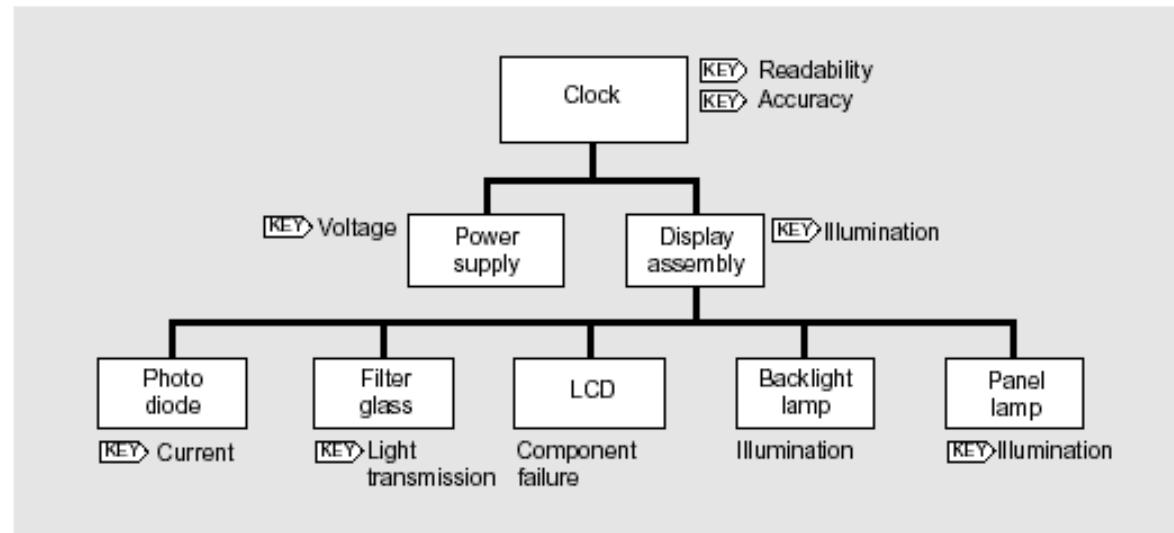 Clock
KEY Readability
KEY Accuracy
KEY Voltage
Power
supply
Display
assembly
KEY Illumination
Photo
diode
Filter
glass
LCD
Backlight
lamp
Panel
lamp
KEY Current
KEY Light
transmission
Component
failure
Illumination
KEY Illumination